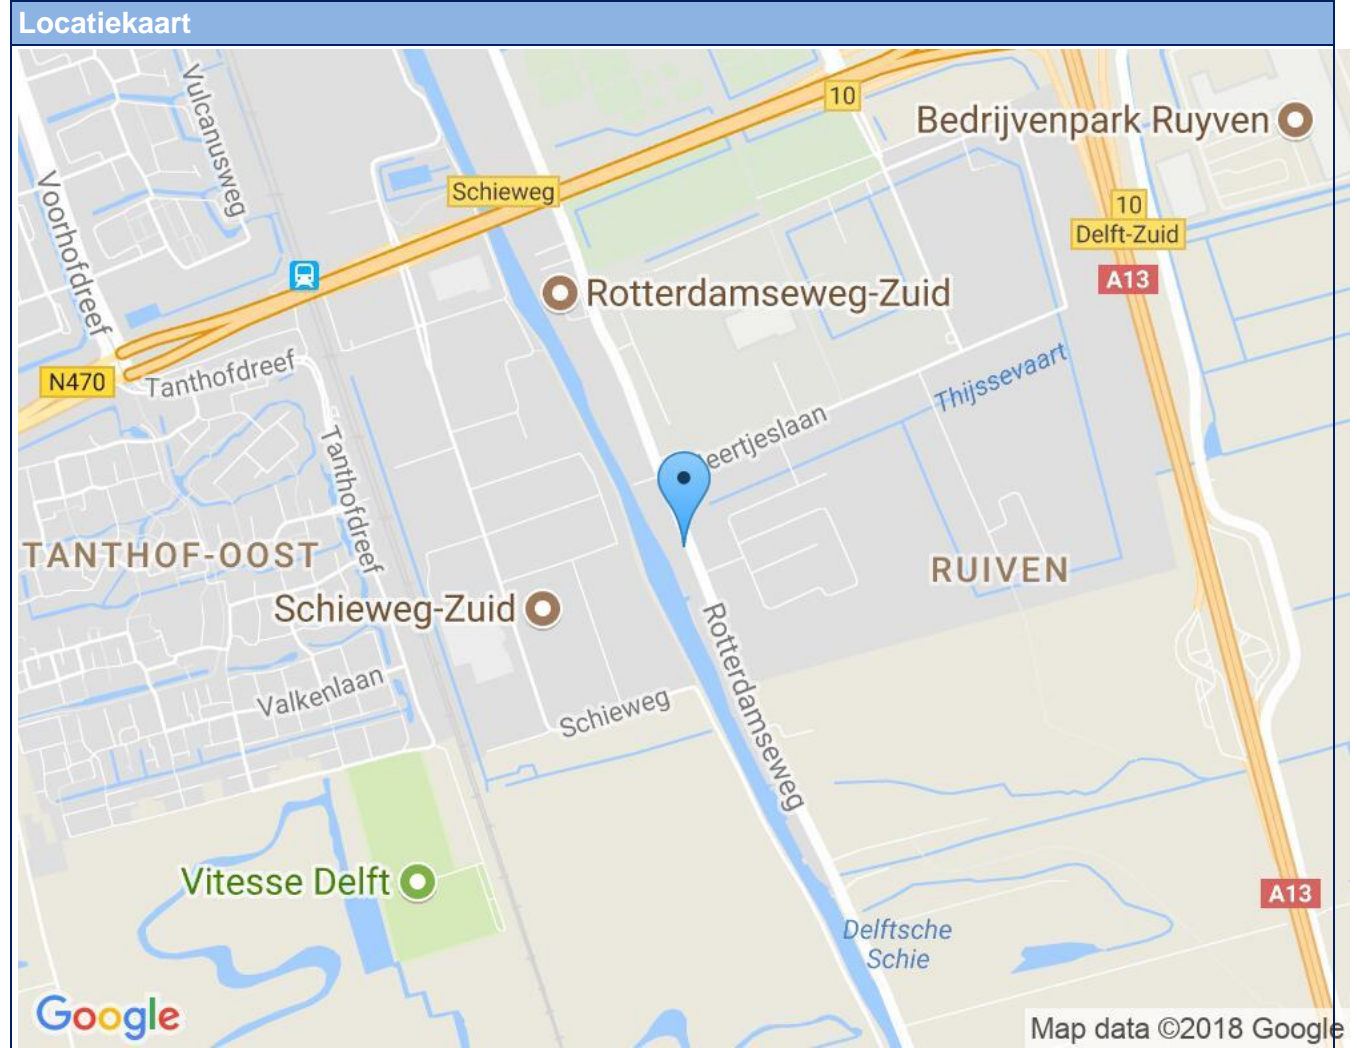 Locatiekaart
Vulcanusweg
10
Bedrijvenpark Ruyven
Voorhofdreef
Schieweg
10
Delft-Zuid
A13
Rotterdamseweg-Zuid
N470
Tanthofdreef
Thijssevaart
eertjeslaan
Tanthofdreef
TANTHOF-OOST
RUIVEN
Schieweg-Zuid
Rotterdamseweg
Valkenlaan
Schieweg
Vitesse Delft
A13
Delftsche
Schie
Google
Map data ©2018 Google